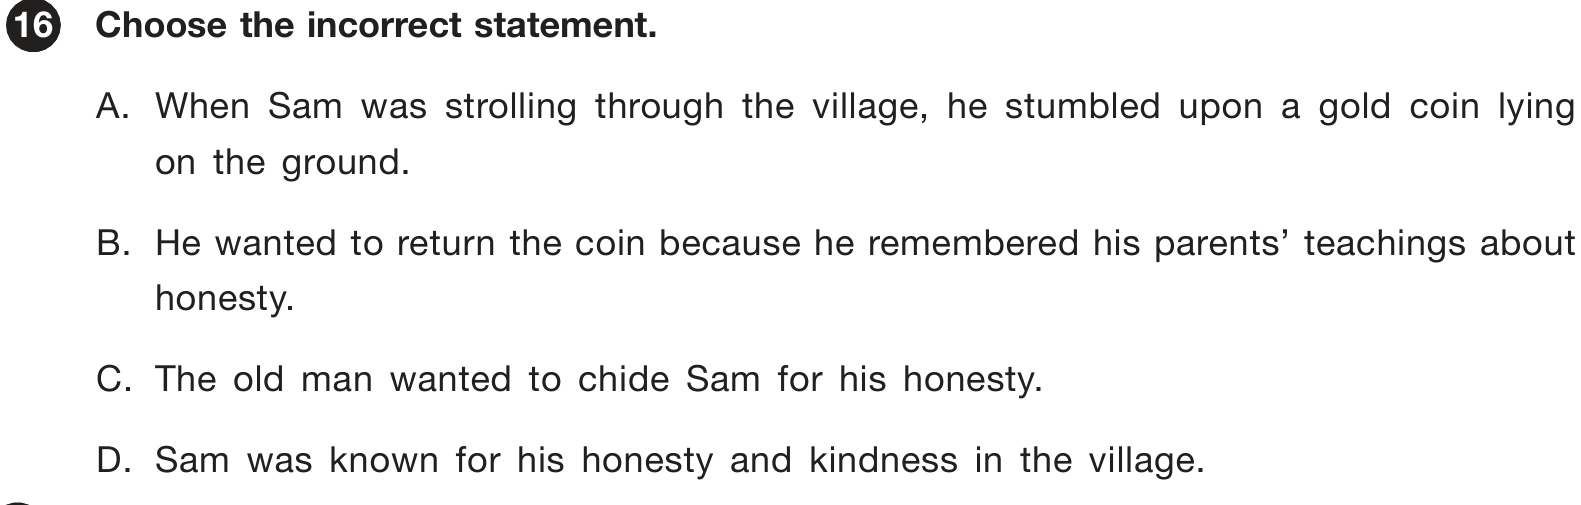 16 Choose the incorrect statement.
A. When Sam was strolling through the village, he stumbled upon a gold coin lying
on the ground.
B. He wanted to return the coin because he remembered his parents’ teachings about
honesty.
C. The old man wanted to chide Sam for his honesty.
D. Sam was known for his honesty and kindness in the village.